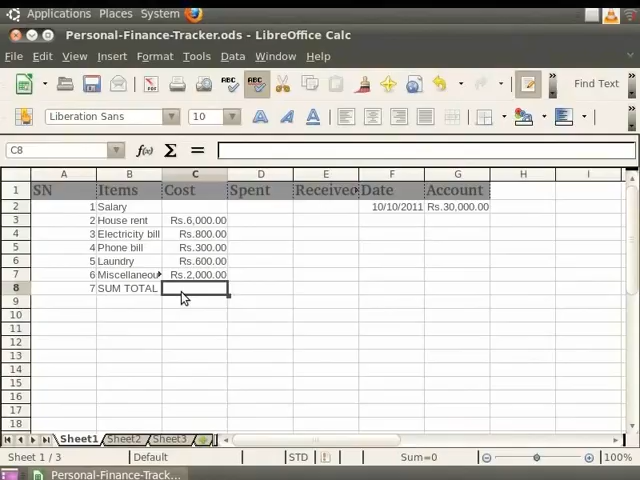 Applications Places System
Personal-Finance-Tracker.ods - LibreOffice Calc
File Edit View Insert Format Tools Data Window Help
ABC ABC PDF Find Text
Liberation Sans 10
C8 f(x) Σ =
A B C D E F G H I
1 SN Items Cost Spent Received Date Account
2 1 Salary 10/10/2011 Rs.30,000.00
3 2 House rent Rs.6,000.00
4 3 Electricity bill Rs.800.00
5 4 Phone bill Rs.300.00
6 5 Laundry Rs.600.00
7 6 Miscellaneou Rs.2,000.00
8 7 SUM TOTAL
9
10
11
12
13
14
15
16
17
18
Sheet1 Sheet2 Sheet3
Sheet 1 / 3 Default STD Sum=0 100%
Personal-Finance-Track...